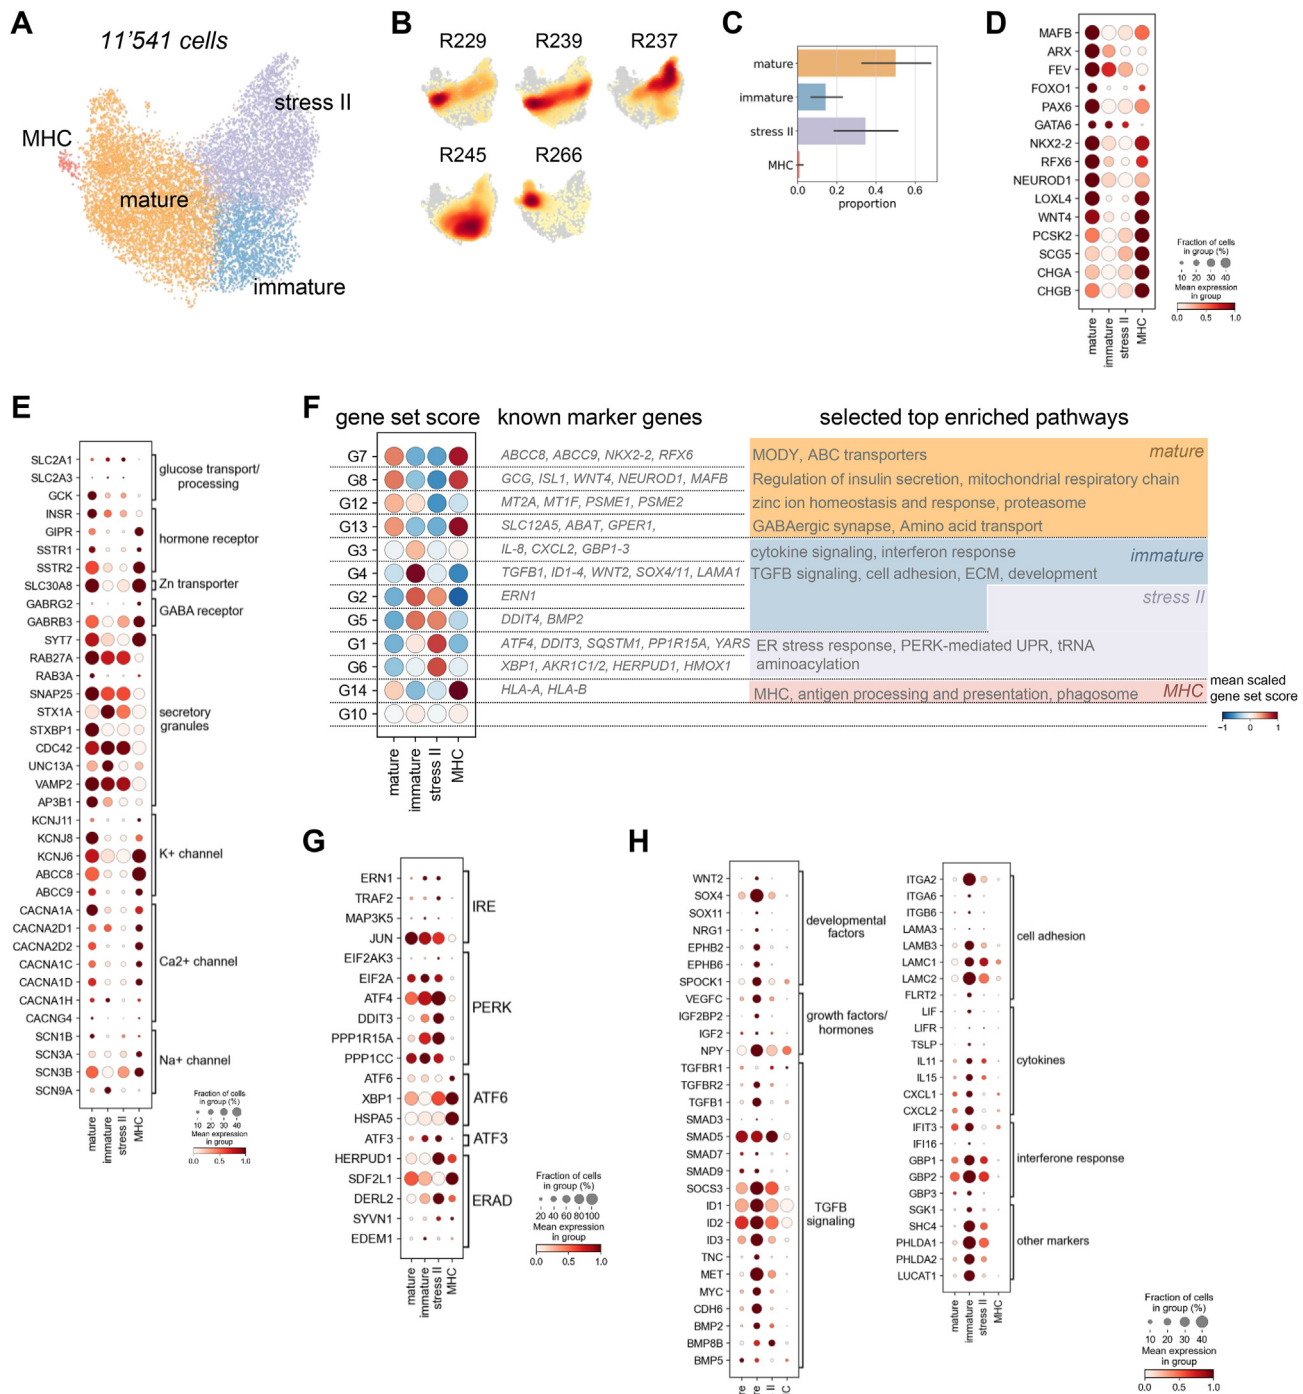 A
11'541 cells
stress II
MHC
mature
immature
B
R229
R239
R237
R245
R266
C
mature
immature
stress II
MHC
0.0
0.2
0.4
0.6
proportion
D
MAFB
ARX
FEV
FOXO1
PAX6
GATA6
NKX2-2
RFX6
NEUROD1
LOXL4
WNT4
PCSK2
SCG5
CHGA
CHGB
mature
immature
stress II
MHC
Fraction of cells
in group (%)
10 20 30 40
Mean expression
in group
0.0 0.5 1.0
E
SLC2A1
SLC2A3
GCK
INSR
GIPR
SSTR1
SSTR2
SLC30A8
GABRG2
GABRB3
SYT7
RAB27A
RAB3A
SNAP25
STX1A
STXBP1
CDC42
UNC13A
VAMP2
AP3B1
KCNJ11
KCNJ8
KCNJ6
ABCC8
ABCC9
CACNA1A
CACNA2D1
CACNA2D2
CACNA1C
CACNA1D
CACNA1H
CACNG4
SCN1B
SCN3A
SCN3B
SCN9A
glucose transport/
processing
hormone receptor
Zn transporter
GABA receptor
secretory
granules
K+ channel
Ca2+ channel
Na+ channel
mature
immature
stress II
MHC
Fraction of cells
in group (%)
10 20 30 40
Mean expression
in group
0.0 0.5 1.0
F
gene set score
known marker genes
selected top enriched pathways
G7 ABCC8, ABCC9, NKX2-2, RFX6 MODY, ABC transporters mature
G8 GCG, ISL1, WNT4, NEUROD1, MAFB Regulation of insulin secretion, mitochondrial respiratory chain
G12 MT2A, MT1F, PSME1, PSME2 zinc ion homeostasis and response, proteasome
G13 SLC12A5, ABAT, GPER1, GABAergic synapse, Amino acid transport
G3 IL-8, CXCL2, GBP1-3 cytokine signaling, interferon response immature
G4 TGFB1, ID1-4, WNT2, SOX4/11, LAMA1 TGFB signaling, cell adhesion, ECM, development
G2 ERN1 stress II
G5 DDIT4, BMP2
G1 ATF4, DDIT3, SQSTM1, PP1R15A, YARS ER stress response, PERK-mediated UPR, tRNA
G6 XBP1, AKR1C1/2, HERPUD1, HMOX1 aminoacylation
G14 HLA-A, HLA-B MHC, antigen processing and presentation, phagosome MHC
G10
mature
immature
stress II
MHC
mean scaled
gene set score
−1 0 1
G
ERN1
TRAF2
MAP3K5
JUN
EIF2AK3
EIF2A
ATF4
DDIT3
PPP1R15A
PPP1CC
ATF6
XBP1
HSPA5
ATF3
HERPUD1
SDF2L1
DERL2
SYVN1
EDEM1
IRE
PERK
ATF6
ATF3
ERAD
mature
immature
stress II
MHC
Fraction of cells
in group (%)
20 40 60 80 100
Mean expression
in group
0.0 0.5 1.0
H
WNT2
SOX4
SOX11
NRG1
EPHB2
EPHB6
SPOCK1
VEGFC
IGF2BP2
IGF2
NPY
TGFBR1
TGFBR2
TGFB1
SMAD3
SMAD5
SMAD7
SMAD9
SOCS3
ID1
ID2
ID3
TNC
MET
MYC
CDH6
BMP2
BMP8B
BMP5
developmental
factors
growth factors/
hormones
TGFB
signaling
ITGA2
ITGA6
ITGB6
LAMA3
LAMB3
LAMC1
LAMC2
FLRT2
LIF
LIFR
TSLP
IL11
IL15
CXCL1
CXCL2
IFIT3
IFI16
GBP1
GBP2
GBP3
SGK1
SHC4
PHLDA1
PHLDA2
LUCAT1
cell adhesion
cytokines
interferone response
other markers
mature
immature
stress II
MHC
Fraction of cells
in group (%)
10 20 30 40
Mean expression
in group
0.0 0.5 1.0